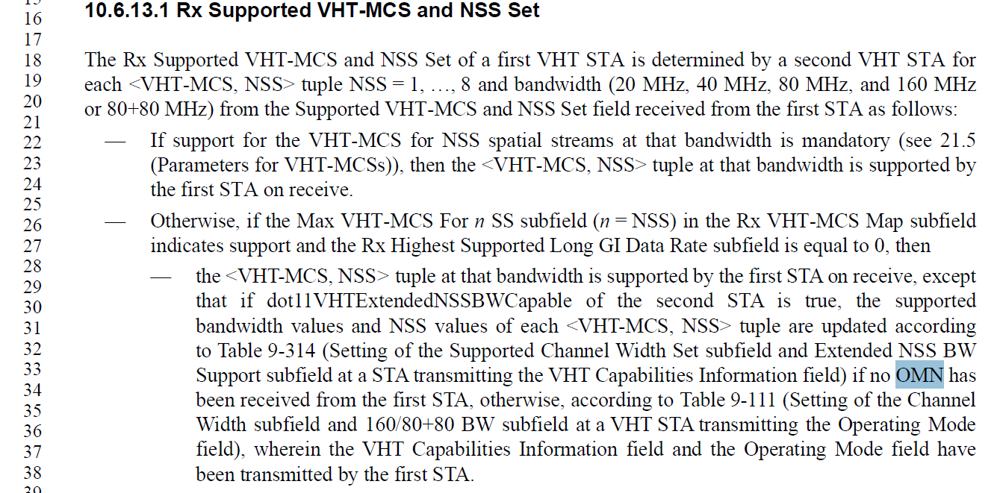 16 10.6.13.1 Rx Supported VHT-MCS and NSS Set
17
18 The Rx Supported VHT-MCS and NSS Set of a first VHT STA is determined by a second VHT STA for
19 each <VHT-MCS, NSS> tuple NSS = 1, …, 8 and bandwidth (20 MHz, 40 MHz, 80 MHz, and 160 MHz
20 or 80+80 MHz) from the Supported VHT-MCS and NSS Set field received from the first STA as follows:
21
22 — If support for the VHT-MCS for NSS spatial streams at that bandwidth is mandatory (see 21.5
23 (Parameters for VHT-MCSs)), then the <VHT-MCS, NSS> tuple at that bandwidth is supported by
24 the first STA on receive.
25
26 — Otherwise, if the Max VHT-MCS For n SS subfield (n = NSS) in the Rx VHT-MCS Map subfield
27 indicates support and the Rx Highest Supported Long GI Data Rate subfield is equal to 0, then
28
29 — the <VHT-MCS, NSS> tuple at that bandwidth is supported by the first STA on receive, except
30 that if dot11VHTExtendedNSSBWCapable of the second STA is true, the supported
31 bandwidth values and NSS values of each <VHT-MCS, NSS> tuple are updated according
32 to Table 9-314 (Setting of the Supported Channel Width Set subfield and Extended NSS BW
33 Support subfield at a STA transmitting the VHT Capabilities Information field) if no OMN has
34
35 been received from the first STA, otherwise, according to Table 9-111 (Setting of the Channel
36 Width subfield and 160/80+80 BW subfield at a VHT STA transmitting the Operating Mode
37 field), wherein the VHT Capabilities Information field and the Operating Mode field have
38 been transmitted by the first STA.